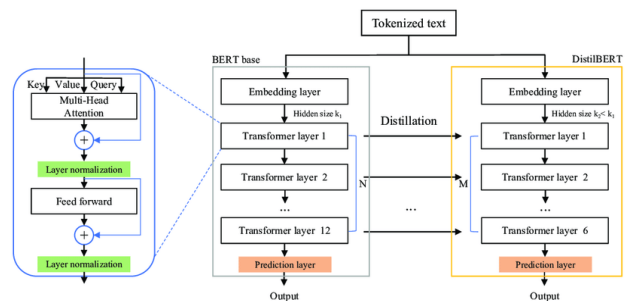 Tokenized text
BERT base
DistilBERT
Key Value Query
Multi-Head
Attention
+
Layer normalization
Feed forward
+
Layer normalization
Embedding layer
Hidden size k₁
Transformer layer 1
Transformer layer 2
...
Transformer layer 12
Prediction layer
Output
N
Distillation
...
M
Embedding layer
Hidden size k₂< k₁
Transformer layer 1
Transformer layer 2
...
Transformer layer 6
Prediction layer
Output